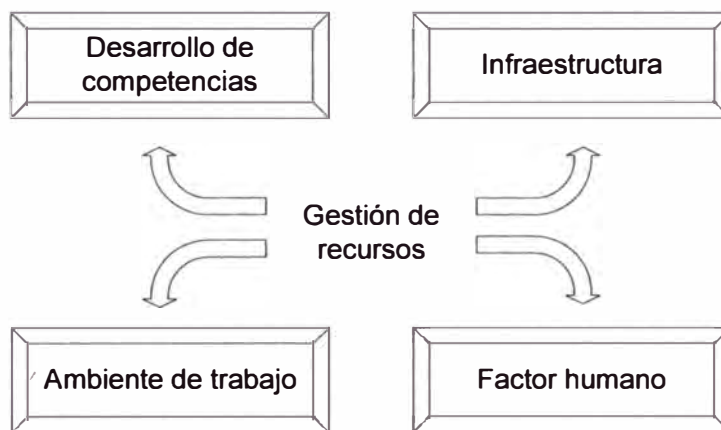 Desarrollo de
competencias
Infraestructura
Gestión de
recursos
Ambiente de trabajo
Factor humano